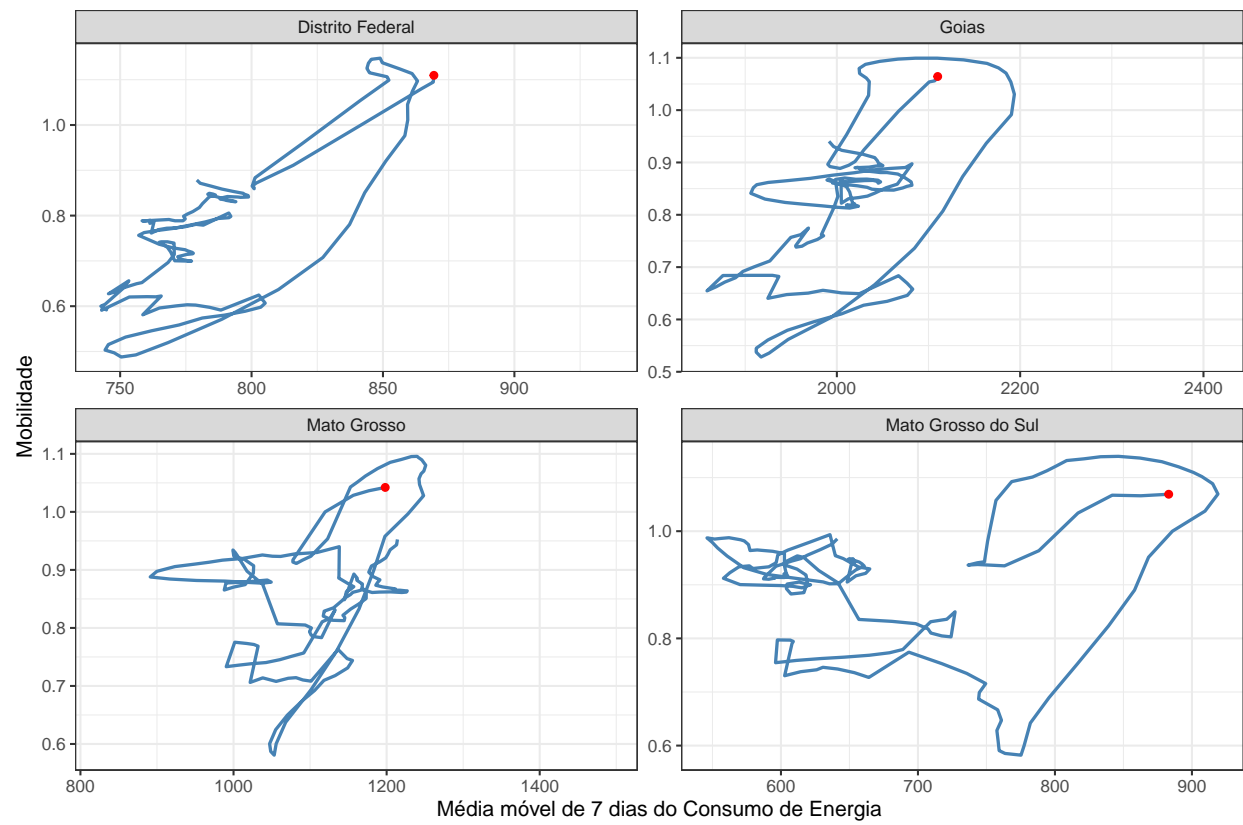 Distrito Federal
Goias
1.0
0.8
0.6
1.1
1.0
0.9
0.8
0.7
0.6
0.5
750 800 850 900
2000 2200 2400
Mato Grosso
Mato Grosso do Sul
1.1
1.0
0.9
0.8
0.7
0.6
1.0
0.8
0.6
800 1000 1200 1400
600 700 800 900
Mobilidade
Média móvel de 7 dias do Consumo de Energia